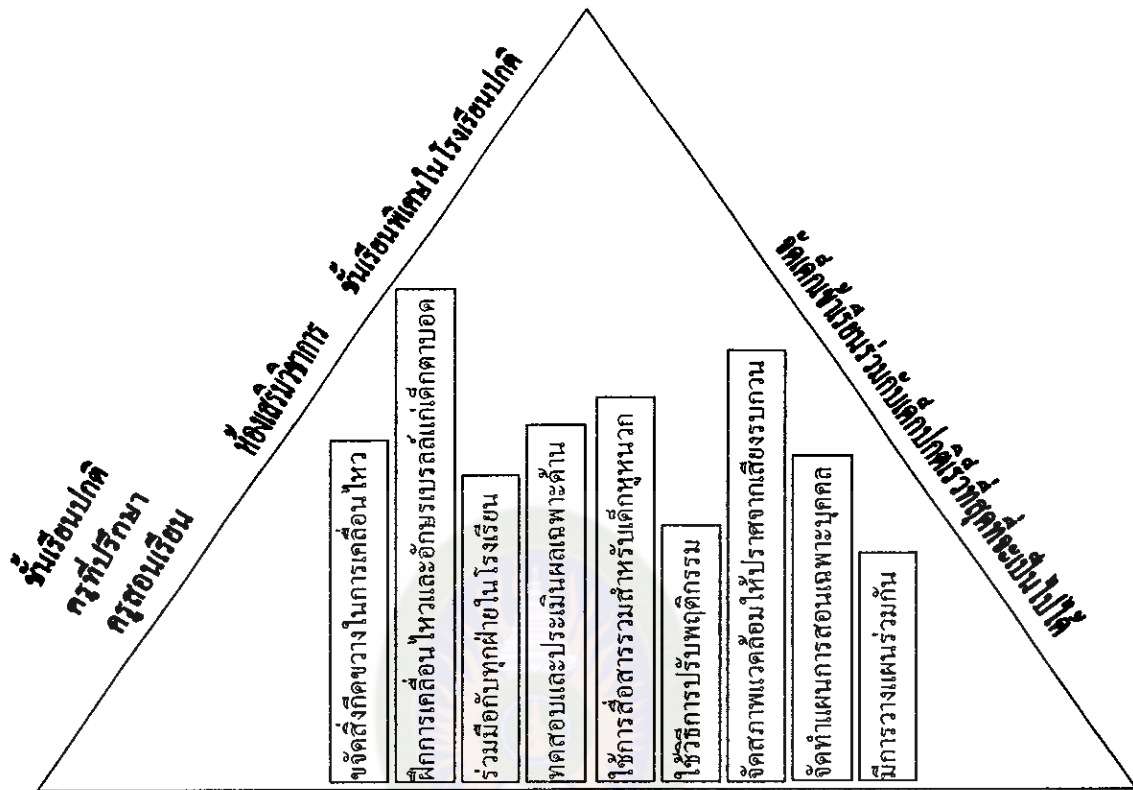 ชั้นเรียนปกติ
ครูที่ปรึกษา
ครูสอนเรียน
ห้องเสริมวิชาการ
ชั้นเรียนพิเศษในโรงเรียนปกติ
จัดเด็กเข้าเรียนร่วมกับเด็กปกติเร็วที่สุดที่จะเป็นไปได้
ขจัดสิ่งกีดขวางในการเคลื่อนไหว
ฝึกการเคลื่อนไหวและอักษรเบรลล์แก่เด็กตาบอด
ร่วมมือกับทุกฝ่ายในโรงเรียน
ทดสอบและประเมินผลเฉพาะด้าน
ใช้การสื่อสารรวมสำหรับเด็กหูหนวก
ใช้วิธีการปรับพฤติกรรม
จัดสภาพแวดล้อมให้ปราศจากเสียงรบกวน
จัดทำแผนการสอนเฉพาะบุคคล
มีการวางแผนร่วมกัน